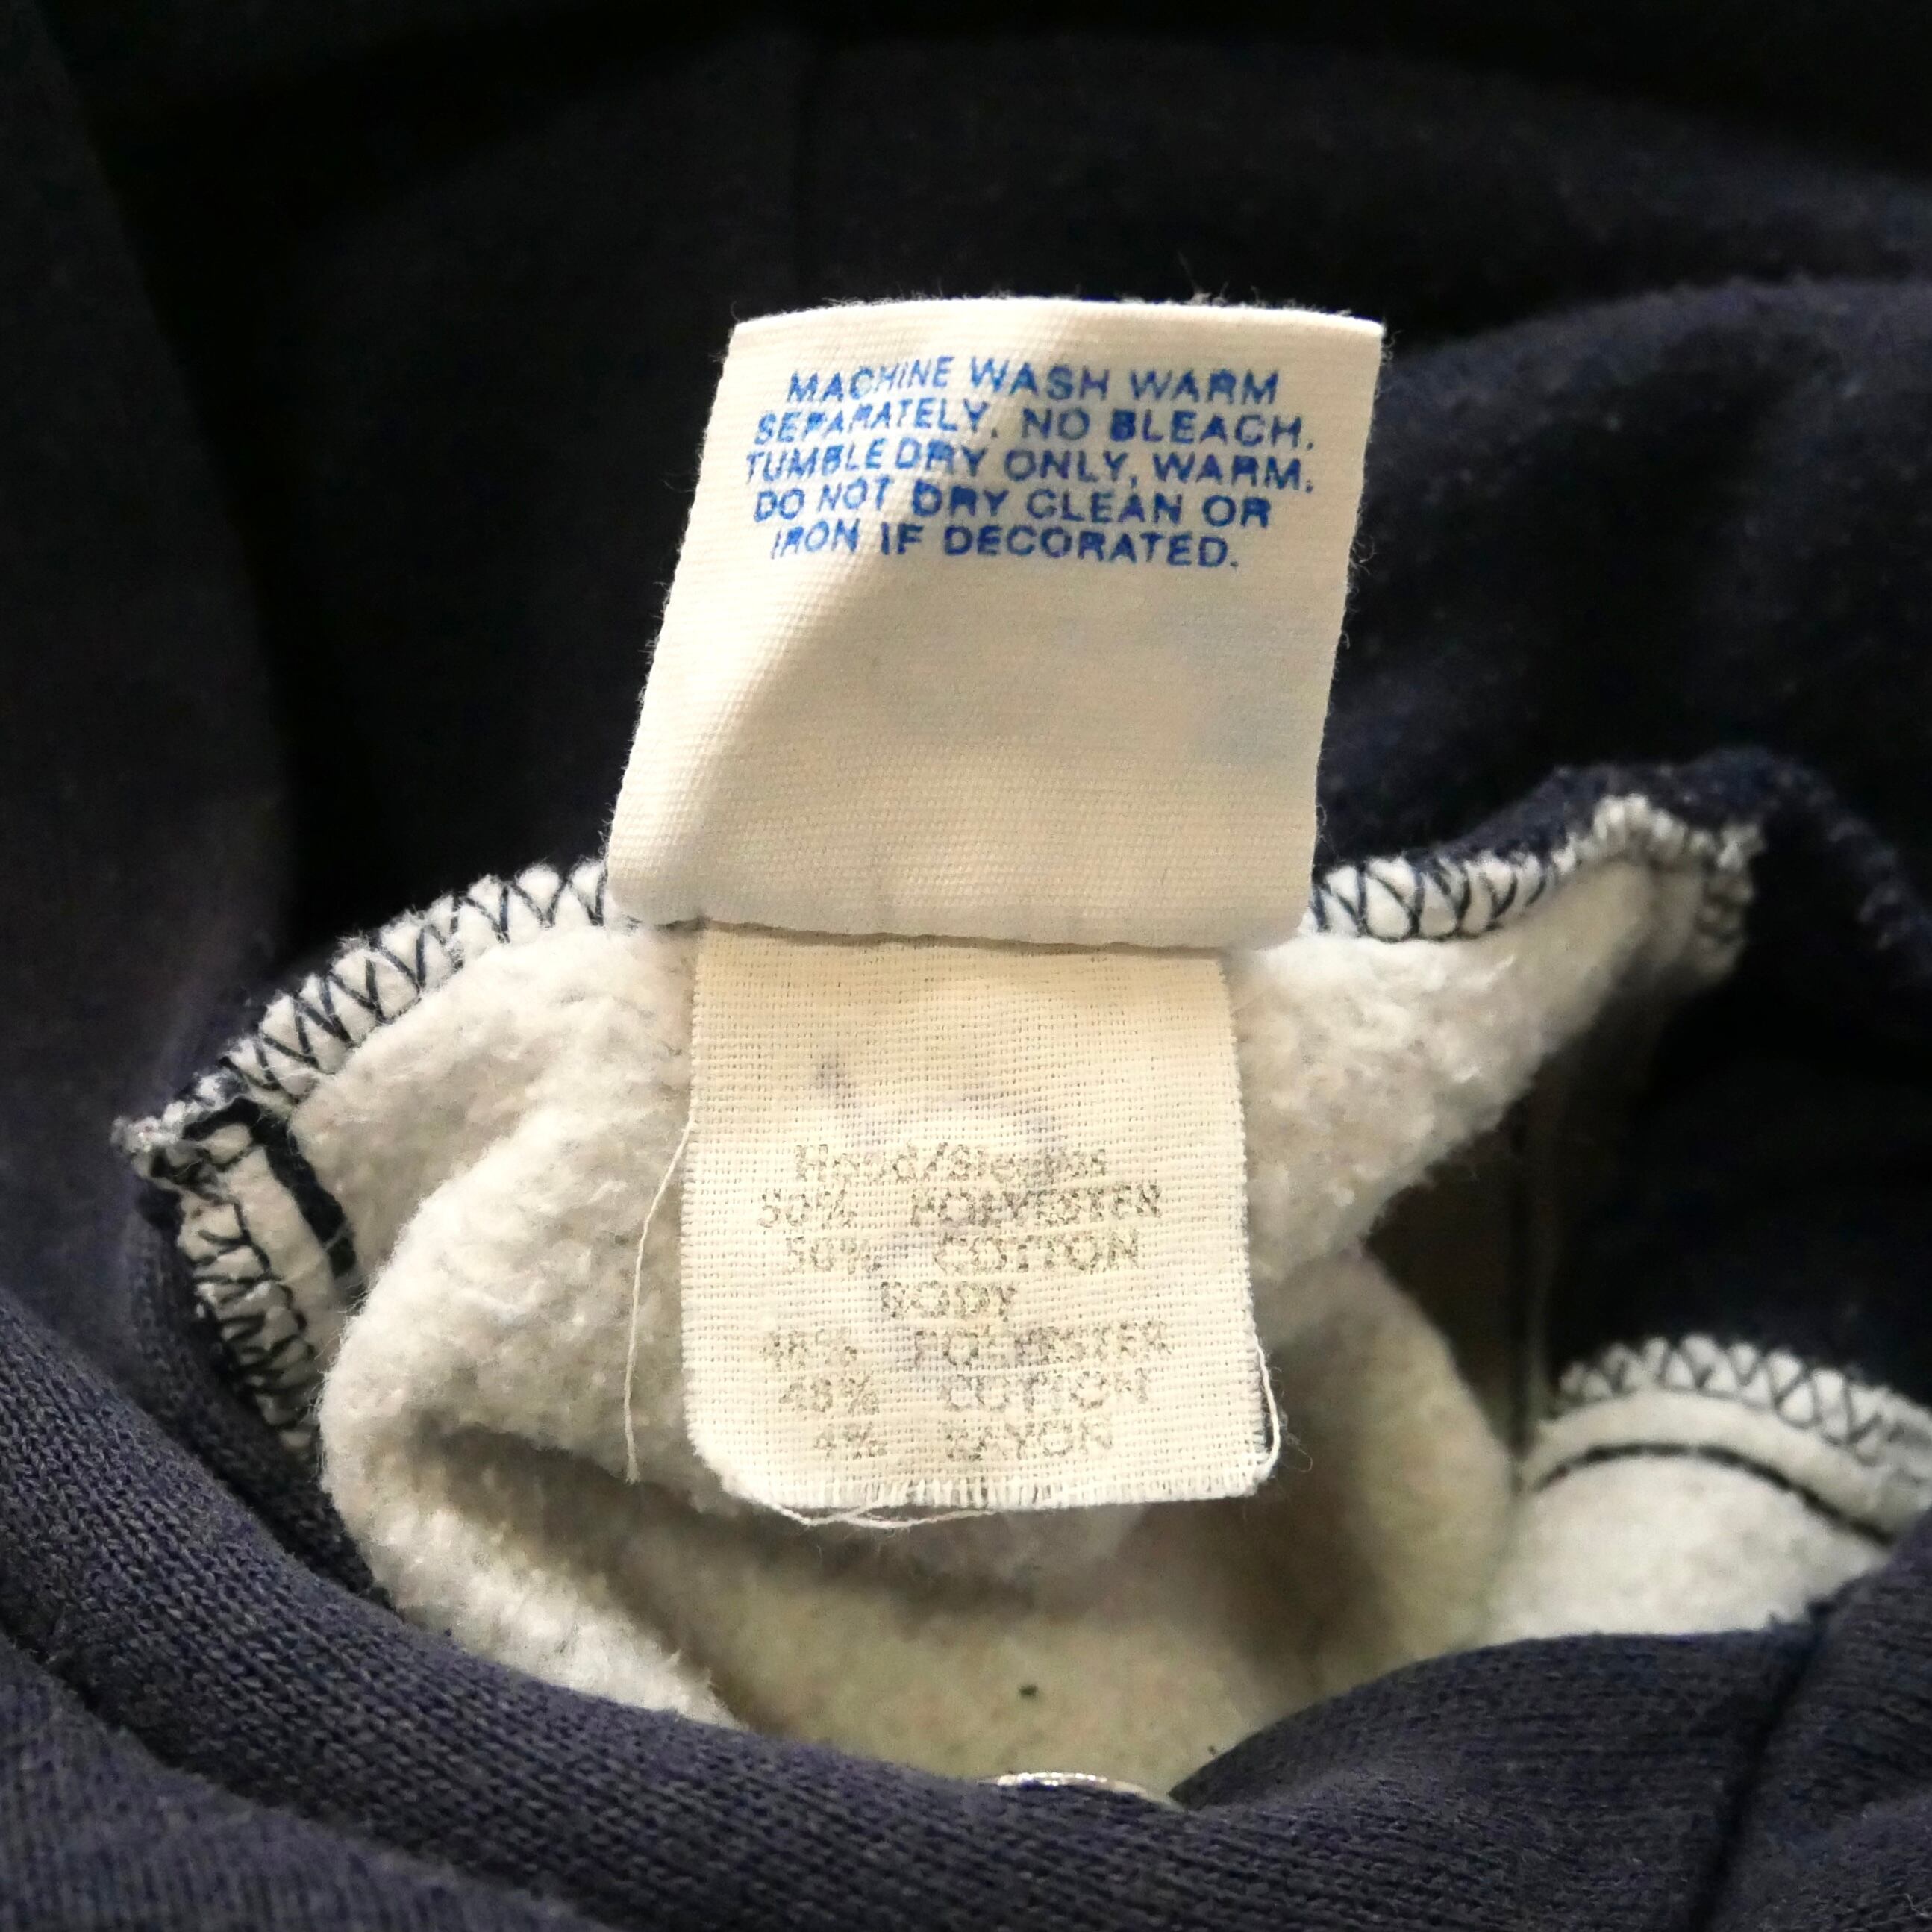 MACHINE WASH WARM
SEPARATELY. NO BLEACH.
TUMBLE DRY ONLY, WARM.
DO NOT DRY CLEAN OR
IRON IF DECORATED.
Hood/Sleeves
50% POLYESTER
50% COTTON
BODY
48% POLYESTER
48% COTTON
4% RAYON